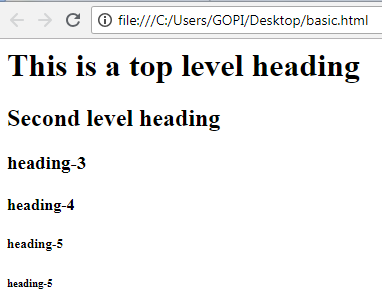 file:///C:/Users/GOPI/Desktop/basic.html
This is a top level heading
Second level heading
heading-3
heading-4
heading-5
heading-5